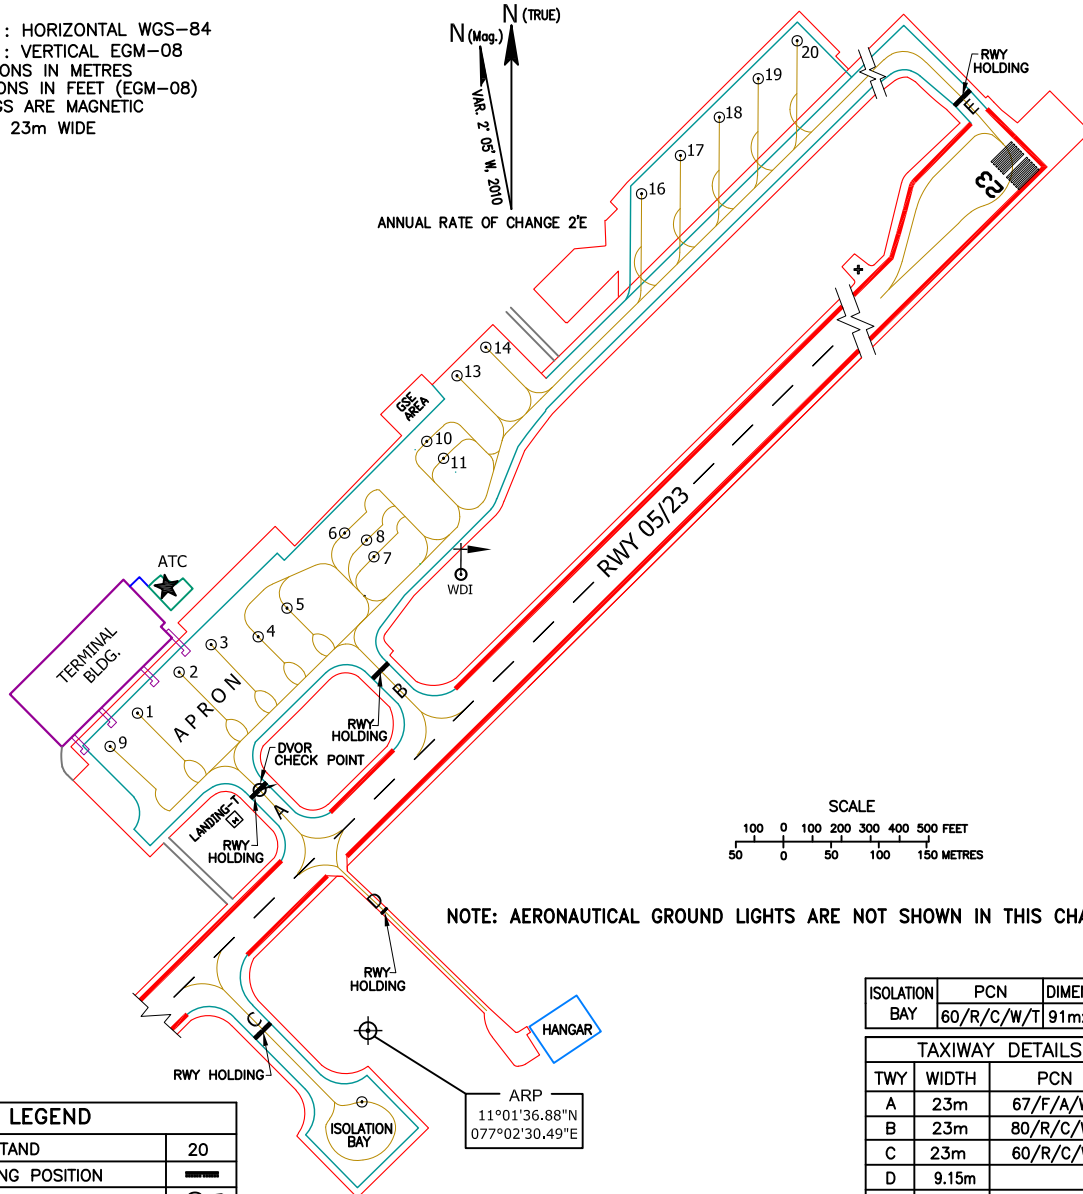 : HORIZONTAL WGS-84
: VERTICAL EGM-08
ONS IN METRES
ONS IN FEET (EGM-08)
GS ARE MAGNETIC
23m WIDE
N (TRUE)
N (Mag.)
VAR. 2° 05' W, 2010
ANNUAL RATE OF CHANGE 2'E
20
19
18
17
16
RWY
HOLDING
E
23
14
13
GSE
AREA
10
11
6
8
7
WDI
RWY 05/23
ATC
TERMINAL
BLDG.
5
4
3
2
1
9
APRON
B
RWY
HOLDING
DVOR
CHECK POINT
A
LANDING-T
RWY
HOLDING
SCALE
100 0 100 200 300 400 500 FEET
50 0 50 100 150 METRES
NOTE: AERONAUTICAL GROUND LIGHTS ARE NOT SHOWN IN THIS CHA
D
RWY
HOLDING
C
RWY HOLDING
HANGAR
ARP
11°01'36.88"N
077°02'30.49"E
ISOLATION
BAY
LEGEND
TAND 20
NG POSITION
ISOLATION BAY PCN DIMEN
60/R/C/W/T 91mx
TAXIWAY DETAILS
TWY WIDTH PCN
A 23m 67/F/A/W
B 23m 80/R/C/W
C 23m 60/R/C/W
D 9.15m